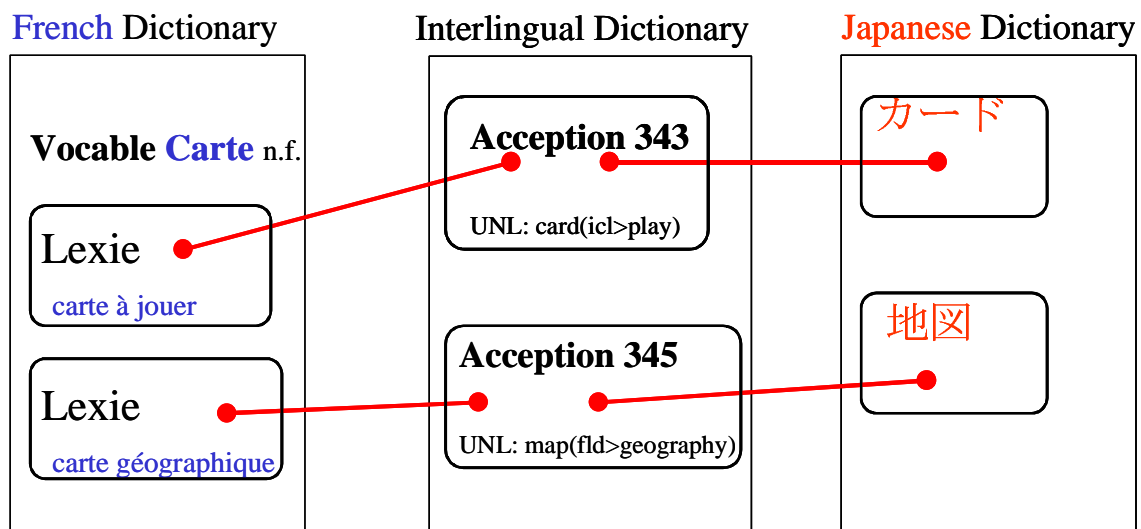 French Dictionary
Vocable Carte n.f.
Lexie
carte à jouer
Lexie
carte géographique
Interlingual Dictionary
Acception 343
UNL: card(icl>play)
Acception 345
UNL: map(fld>geography)
Japanese Dictionary
カード
地図